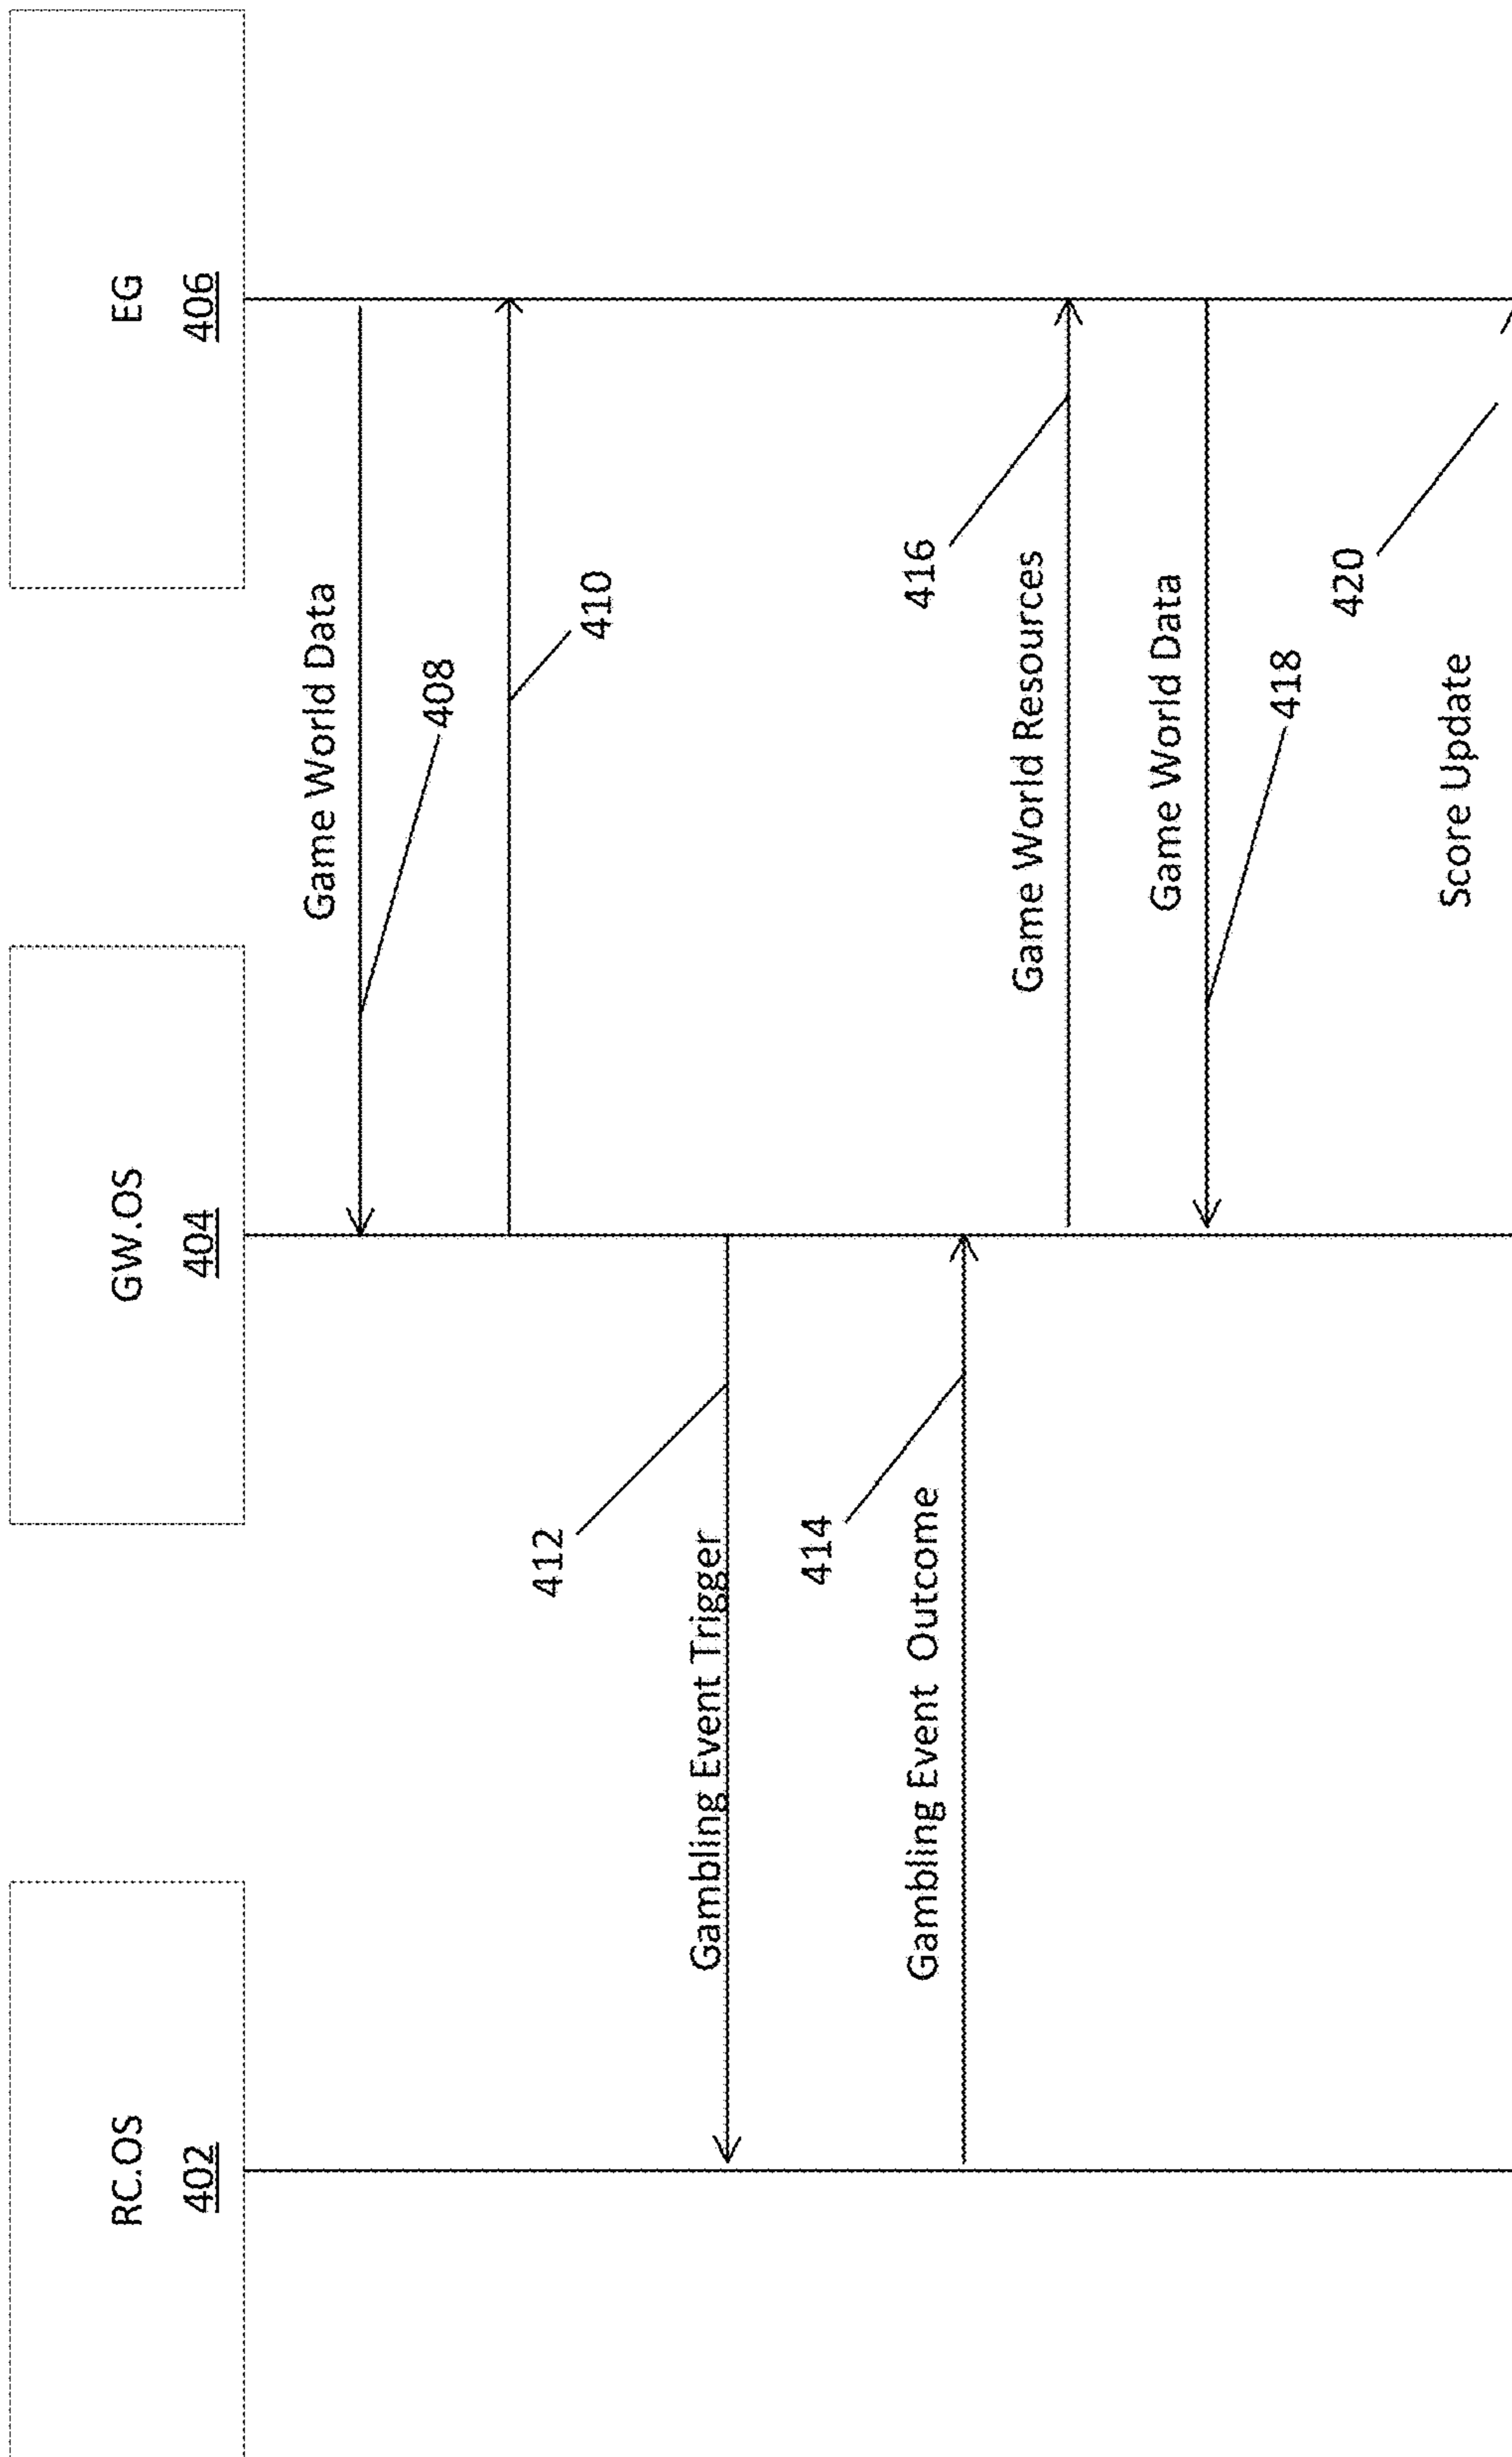 RC.OS
402
GW.OS
404
EG
406
Game World Data
408
410
412
Gambling Event Trigger
414
Gambling Event Outcome
416
Game World Resources
Game World Data
418
420
Score Update